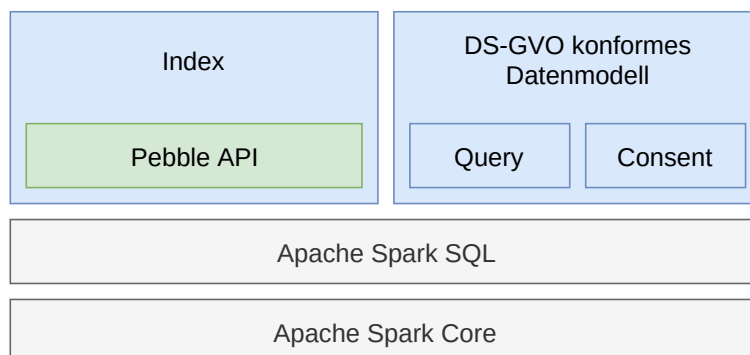 Index
Pebble API
DS-GVO konformes
Datenmodell
Query
Consent
Apache Spark SQL
Apache Spark Core